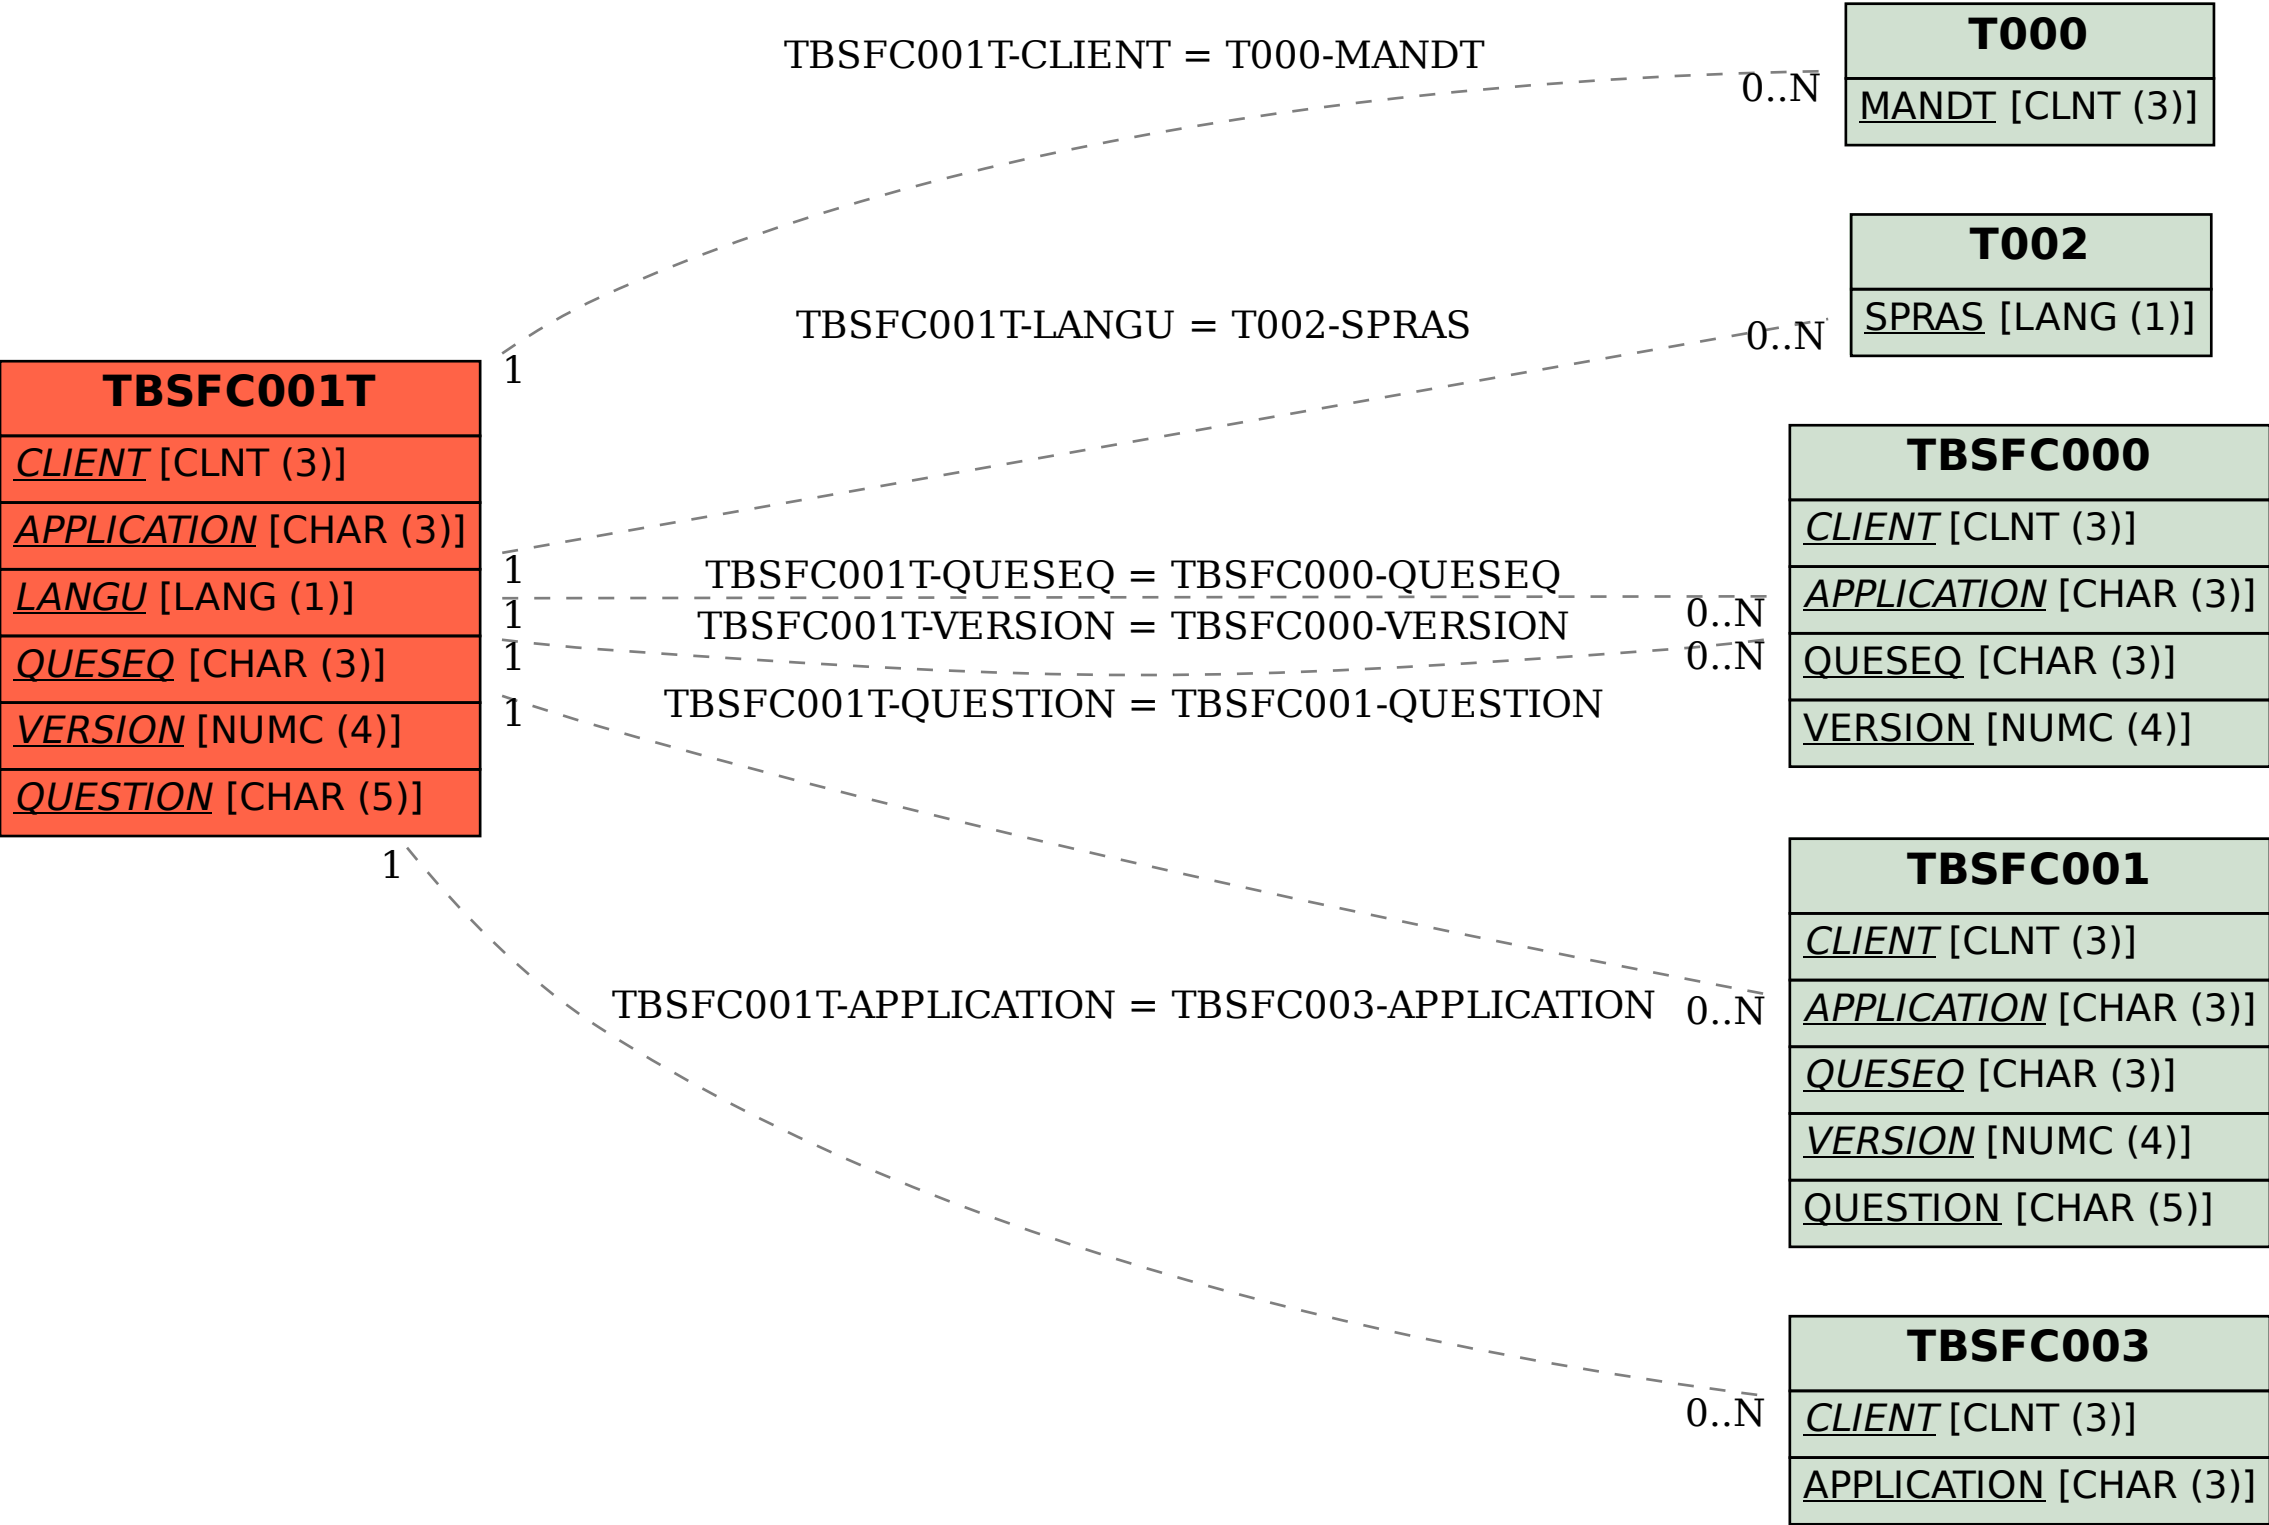 TBSFC001T-CLIENT = T000-MANDT
0..N
1
T000
MANDT [CLNT (3)]
TBSFC001T-LANGU = T002-SPRAS
0..N
1
T002
SPRAS [LANG (1)]
TBSFC001T
CLIENT [CLNT (3)]
APPLICATION [CHAR (3)]
LANGU [LANG (1)]
QUESEQ [CHAR (3)]
VERSION [NUMC (4)]
QUESTION [CHAR (5)]
TBSFC001T-QUESEQ = TBSFC000-QUESEQ
1
0..N
TBSFC001T-VERSION = TBSFC000-VERSION
1
0..N
TBSFC000
CLIENT [CLNT (3)]
APPLICATION [CHAR (3)]
QUESEQ [CHAR (3)]
VERSION [NUMC (4)]
TBSFC001T-QUESTION = TBSFC001-QUESTION
1
0..N
TBSFC001
CLIENT [CLNT (3)]
APPLICATION [CHAR (3)]
QUESEQ [CHAR (3)]
VERSION [NUMC (4)]
QUESTION [CHAR (5)]
TBSFC001T-APPLICATION = TBSFC003-APPLICATION
1
0..N
TBSFC003
CLIENT [CLNT (3)]
APPLICATION [CHAR (3)]